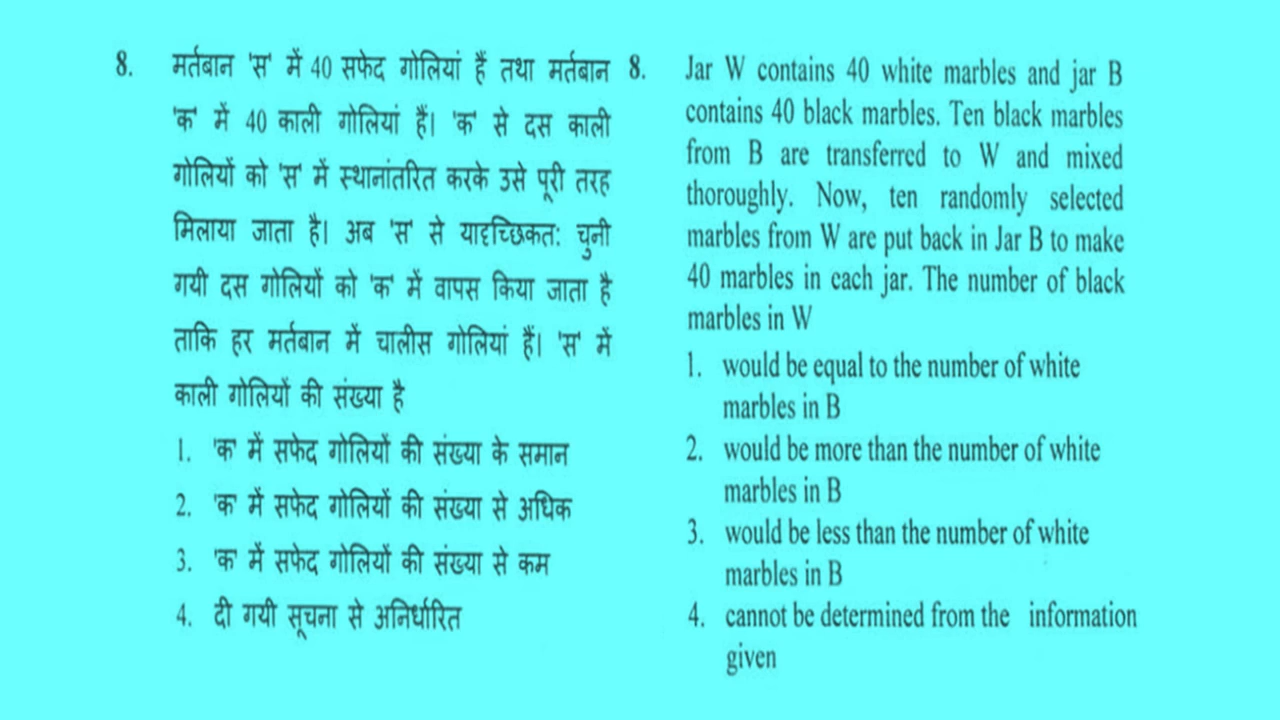 8. मर्तबान 'स' में 40 सफेद गोलियां हैं तथा मर्तबान
'क' में 40 काली गोलियां हैं। 'क' से दस काली
गोलियों को 'स' में स्थानांतरित करके उसे पूरी तरह
मिलाया जाता है। अब 'स' से यादृच्छिकत: चुनी
गयी दस गोलियों को 'क' में वापस किया जाता है
ताकि हर मर्तबान में चालीस गोलियां हैं। 'स' में
काली गोलियों की संख्या है
1. 'क' में सफेद गोलियों की संख्या के समान
2. 'क' में सफेद गोलियों की संख्या से अधिक
3. 'क' में सफेद गोलियों की संख्या से कम
4. दी गयी सूचना से अनिर्धारित
8. Jar W contains 40 white marbles and jar B
contains 40 black marbles. Ten black marbles
from B are transferred to W and mixed
thoroughly. Now, ten randomly selected
marbles from W are put back in Jar B to make
40 marbles in each jar. The number of black
marbles in W
1. would be equal to the number of white
marbles in B
2. would be more than the number of white
marbles in B
3. would be less than the number of white
marbles in B
4. cannot be determined from the information
given